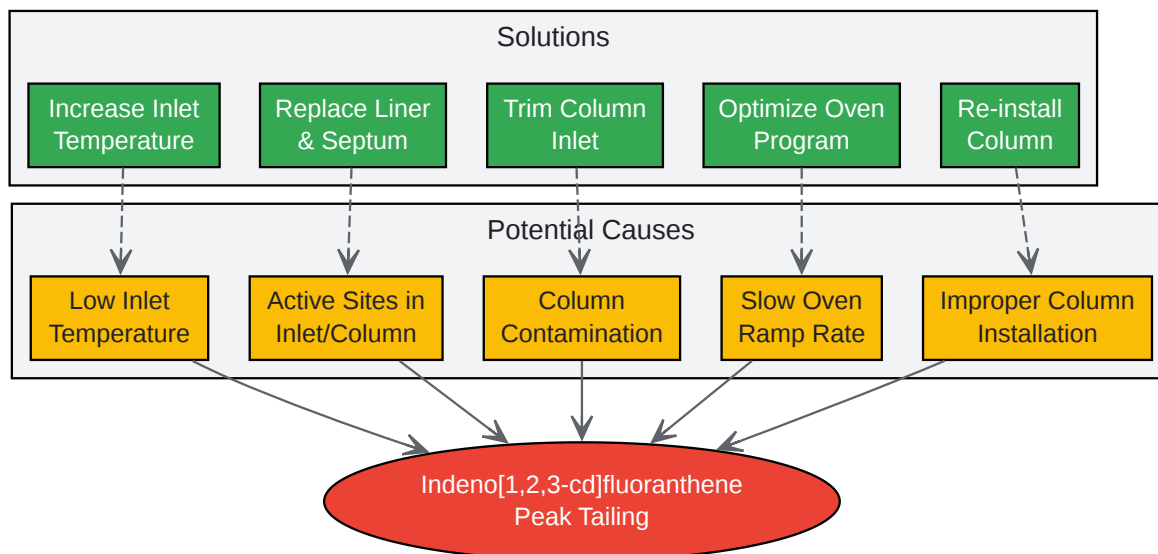 Solutions
Increase Inlet
Temperature
Replace Liner
& Septum
Trim Column
Inlet
Optimize Oven
Program
Re-install
Column
Potential Causes
Low Inlet
Temperature
Active Sites in
Inlet/Column
Column
Contamination
Slow Oven
Ramp Rate
Improper Column
Installation
Indeno[1,2,3-cd]fluoranthene
Peak Tailing